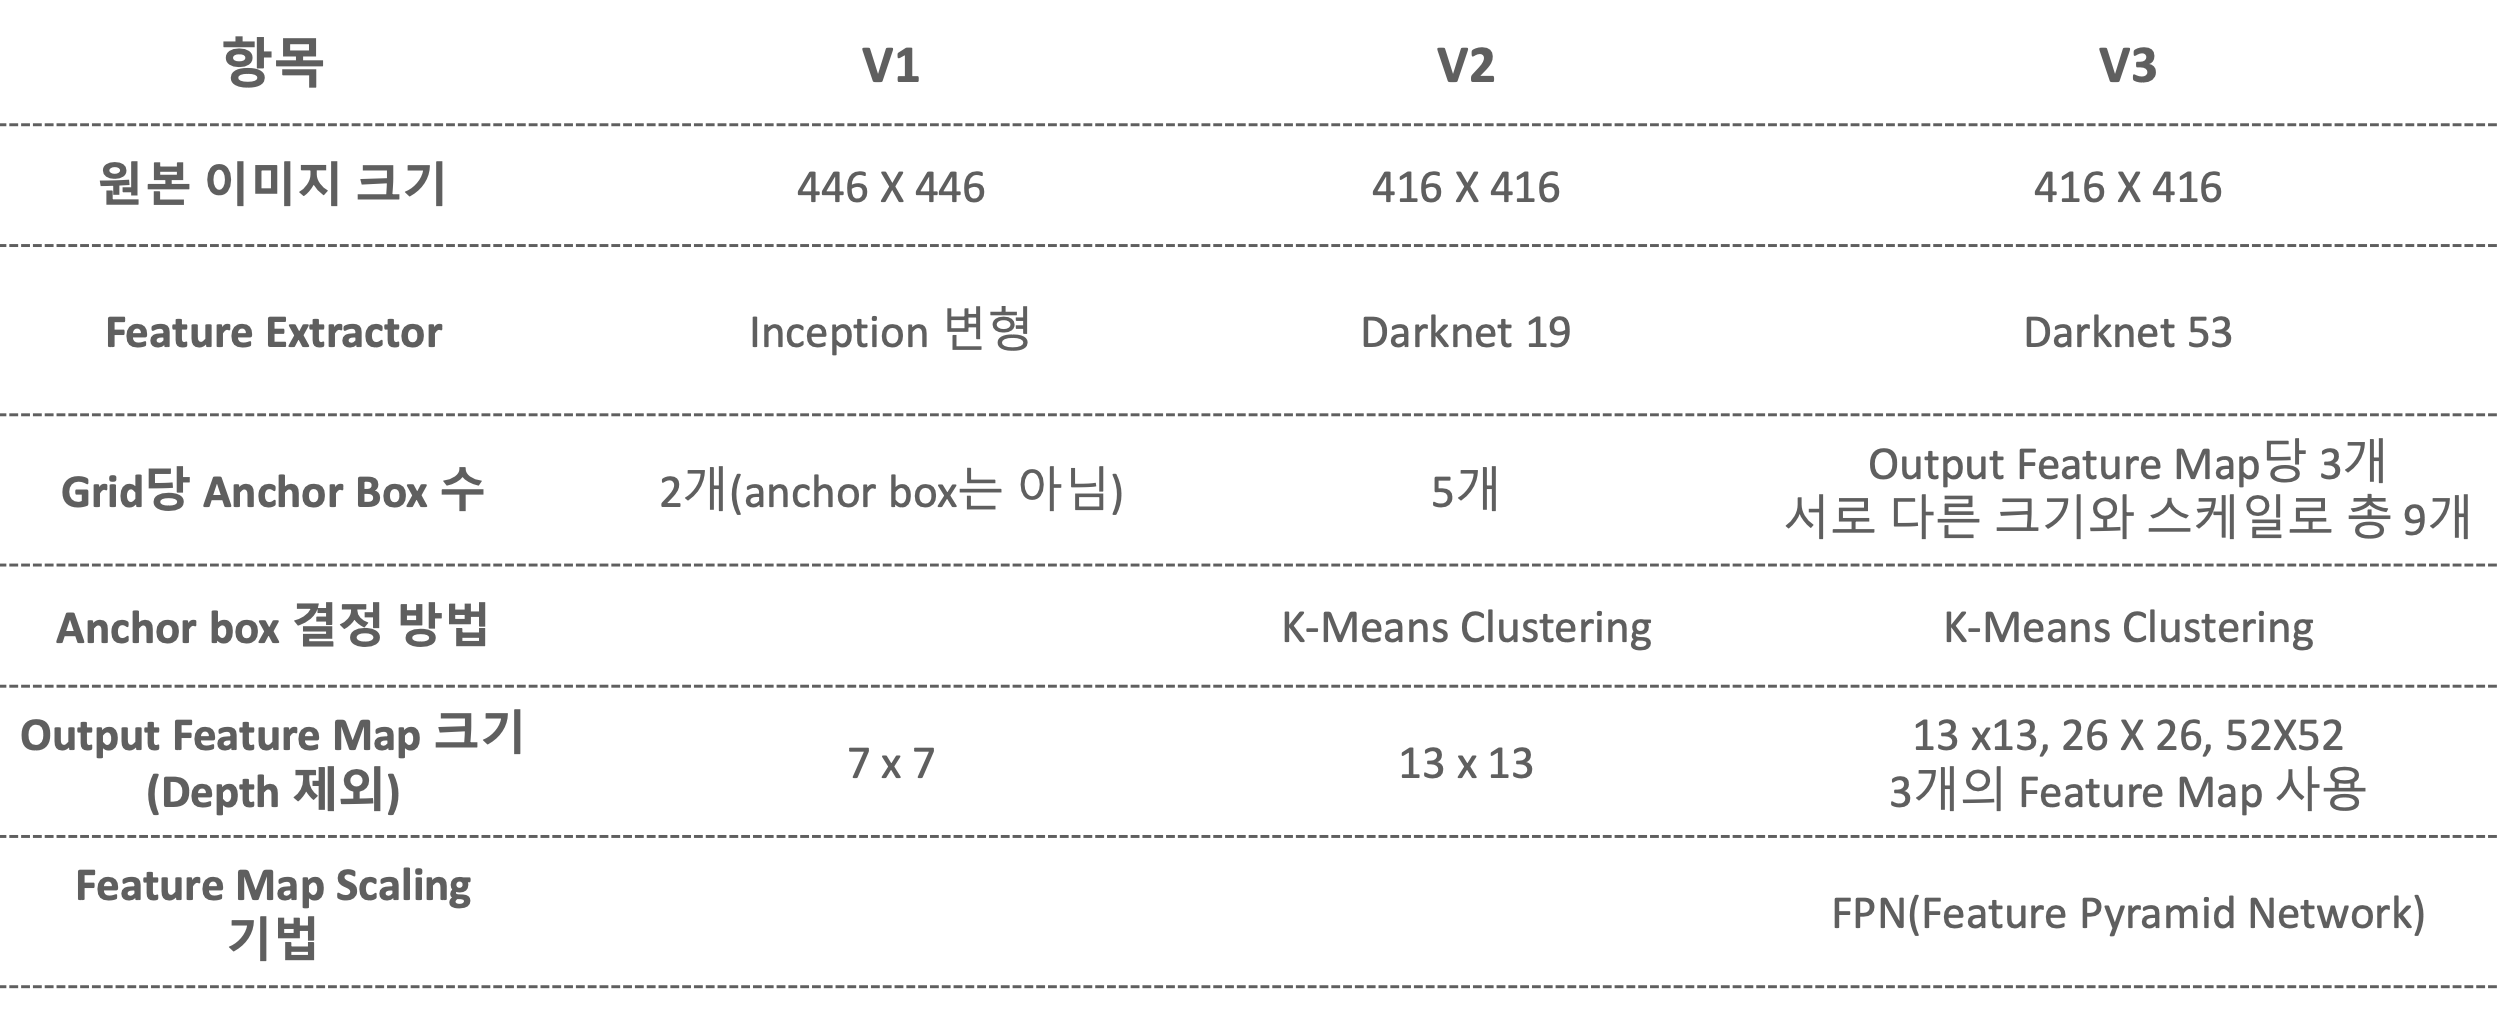 항목 V1 V2 V3
원본 이미지 크기 446 X 446 416 X 416 416 X 416
Feature Extractor Inception 변형 Darknet 19 Darknet 53
Grid당 Anchor Box 수 2개(anchor box는 아님) 5개 Output Feature Map당 3개
서로 다른 크기와 스케일로 총 9개
Anchor box 결정 방법 K-Means Clustering K-Means Clustering
Output Feature Map 크기
(Depth 제외) 7 x 7 13 x 13 13 x13, 26 X 26, 52X52
3개의 Feature Map 사용
Feature Map Scaling
기법 FPN(Feature Pyramid Network)